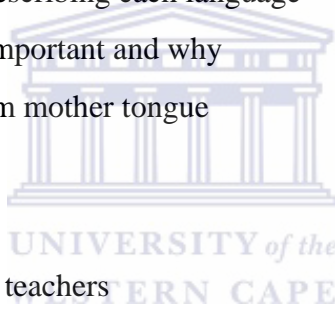 escribing each language
mportant and why
m mother tongue
UNIVERSITY of the
teachers
WESTERN CAPE